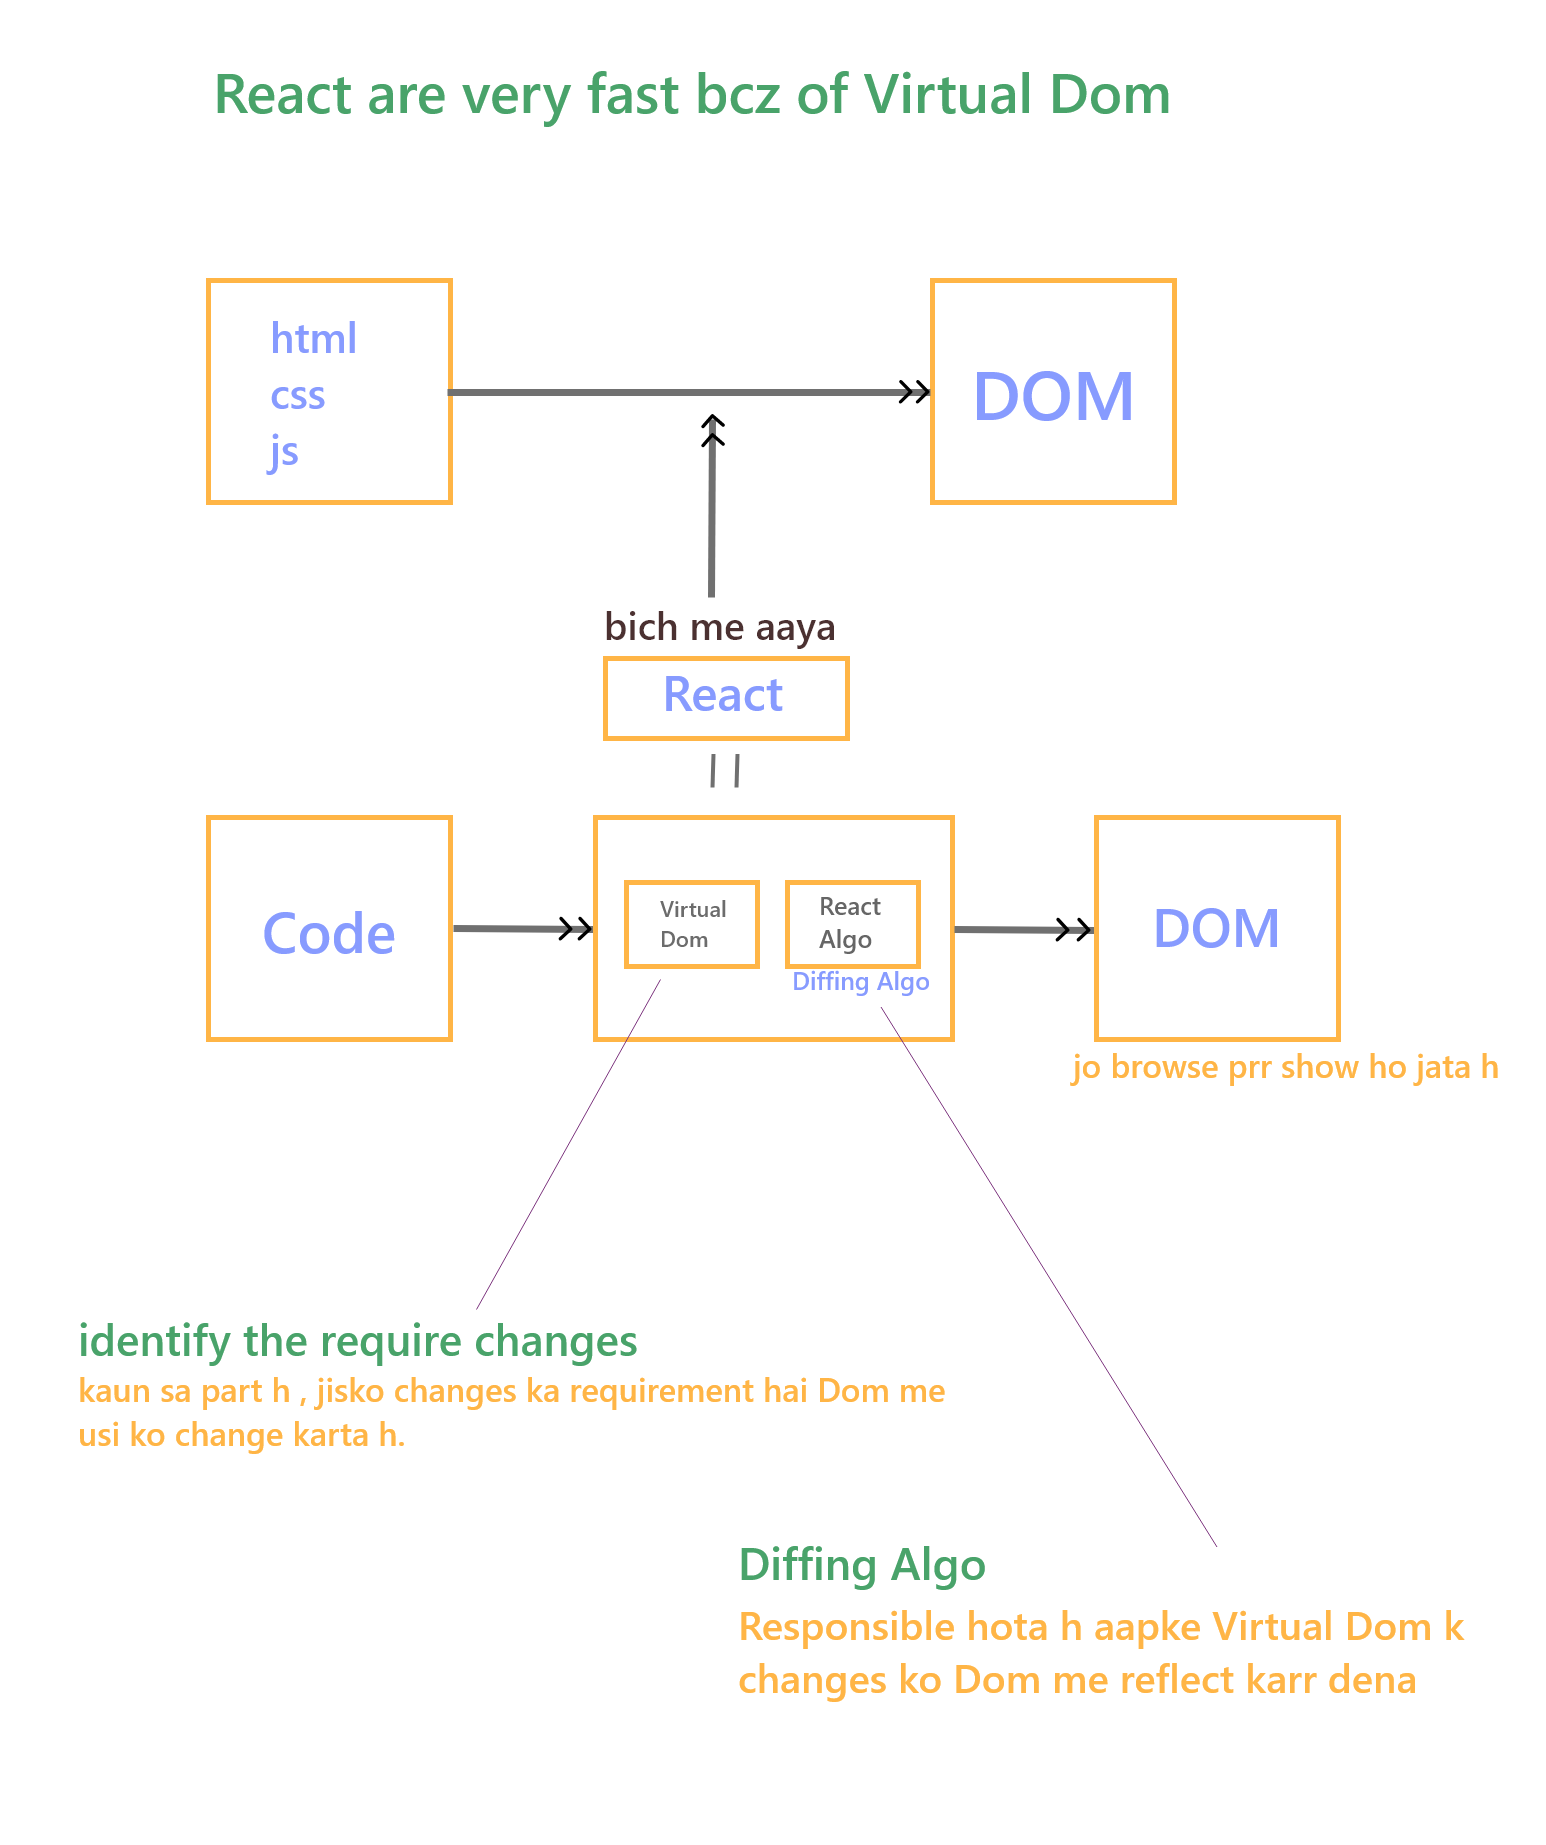 React are very fast bcz of Virtual Dom
html
css
js
DOM
bich me aaya
React
Code
Virtual
Dom
React
Algo
Diffing Algo
DOM
jo browse prr show ho jata h
identify the require changes
kaun sa part h , jisko changes ka requirement hai Dom me
usi ko change karta h.
Diffing Algo
Responsible hota h aapke Virtual Dom k
changes ko Dom me reflect karr dena